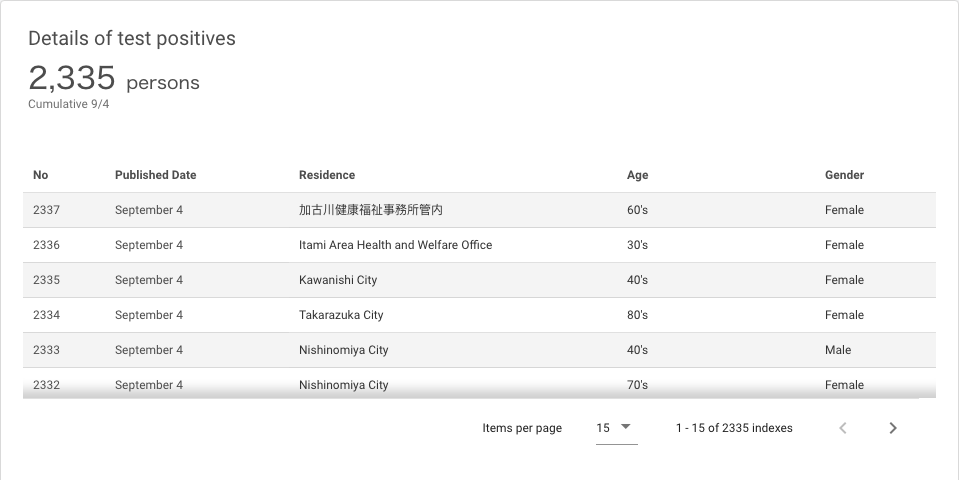 Details of test positives
2,335 persons
Cumulative 9/4
No Published Date Residence Age Gender
2337 September 4 加古川健康福祉事務所管内 60's Female
2336 September 4 Itami Area Health and Welfare Office 30's Female
2335 September 4 Kawanishi City 40's Female
2334 September 4 Takarazuka City 80's Female
2333 September 4 Nishinomiya City 40's Male
2332 September 4 Nishinomiya City 70's Female
Items per page 15 1 - 15 of 2335 indexes